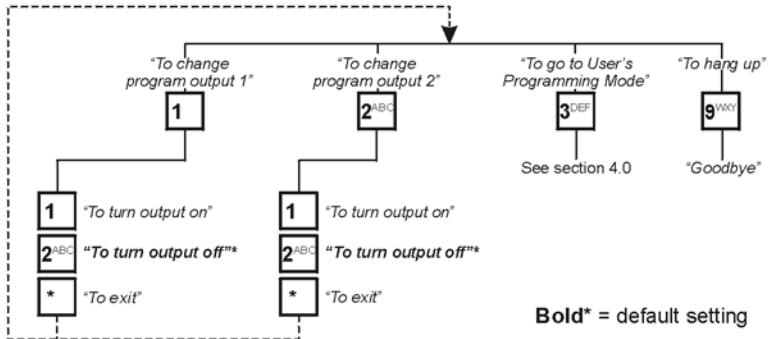 “To change
program output 1”
“To change
program output 2”
“To go to User's
Programming Mode”
“To hang up”
1
2ABC
3DEF
9WXY
See section 4.0
“Goodbye”
1 “To turn output on”
2ABC “To turn output off”*
* “To exit”
1 “To turn output on”
2ABC “To turn output off”*
* “To exit”
Bold* = default setting